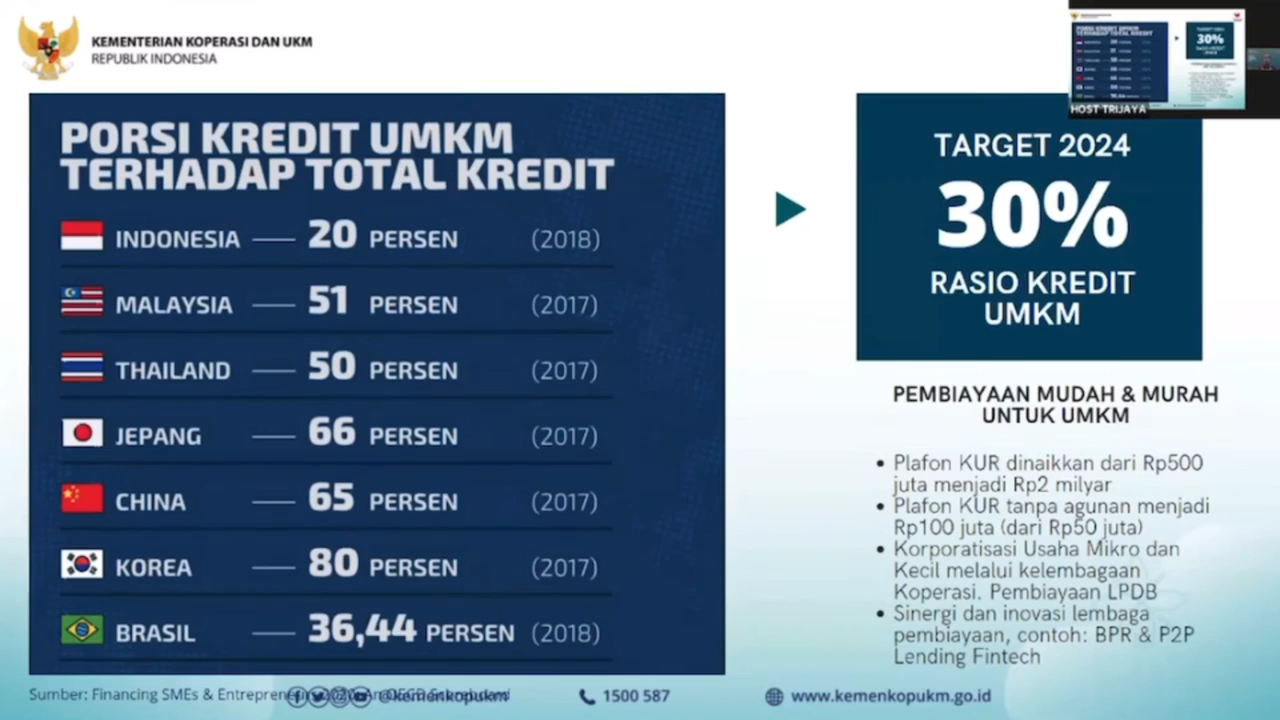 KEMENTERIAN KOPERASI DAN UKM
REPUBLIK INDONESIA
HOST TRIJAYA
PORSI KREDIT UMKM
TERHADAP TOTAL KREDIT
INDONESIA — 20 PERSEN (2018)
MALAYSIA — 51 PERSEN (2017)
THAILAND — 50 PERSEN (2017)
JEPANG — 66 PERSEN (2017)
CHINA — 65 PERSEN (2017)
KOREA — 80 PERSEN (2017)
BRASIL — 36,44 PERSEN (2018)
TARGET 2024
30%
RASIO KREDIT
UMKM
PEMBIAYAAN MUDAH & MURAH
UNTUK UMKM
• Plafon KUR dinaikkan dari Rp500
juta menjadi Rp2 milyar
• Plafon KUR tanpa agunan menjadi
Rp100 juta (dari Rp50 juta)
• Korporatisasi Usaha Mikro dan
Kecil melalui kelembagaan
Koperasi. Pembiayaan LPDB
• Sinergi dan inovasi lembaga
pembiayaan, contoh: BPR & P2P
Lending Fintech
Sumber: Financing SMEs & @kemenkopukm 1500 587 www.kemenkopukm.go.id